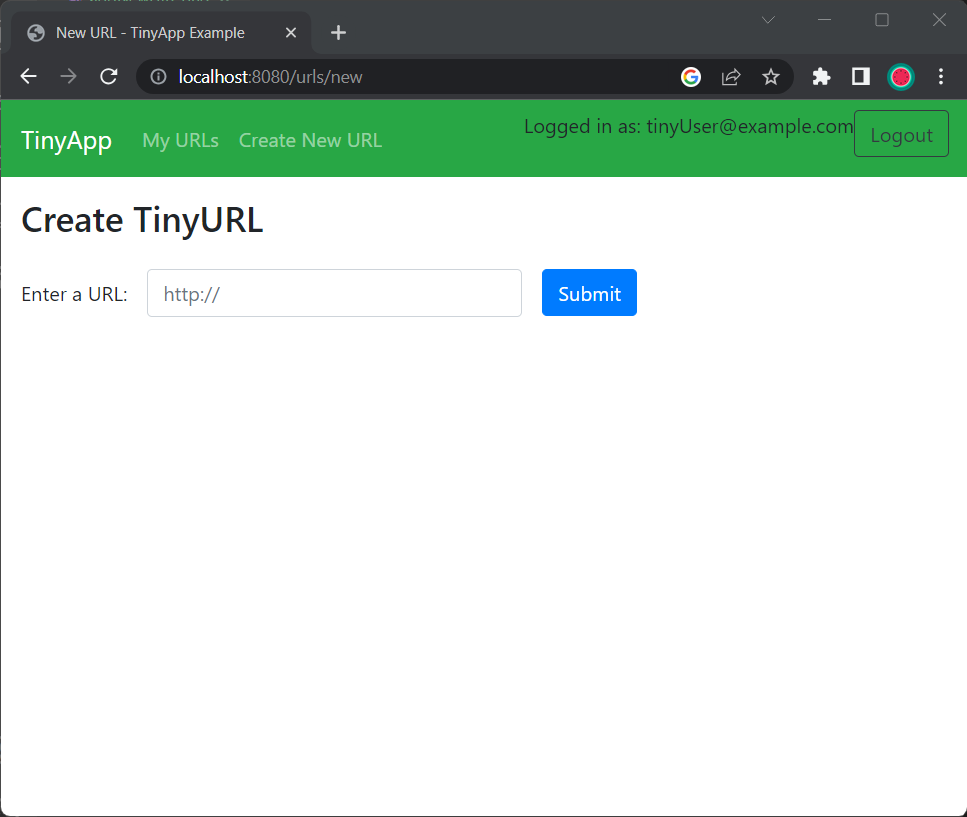 New URL - TinyApp Example
localhost:8080/urls/new
TinyApp My URLs Create New URL Logged in as: tinyUser@example.com Logout
Create TinyURL
Enter a URL: http:// Submit